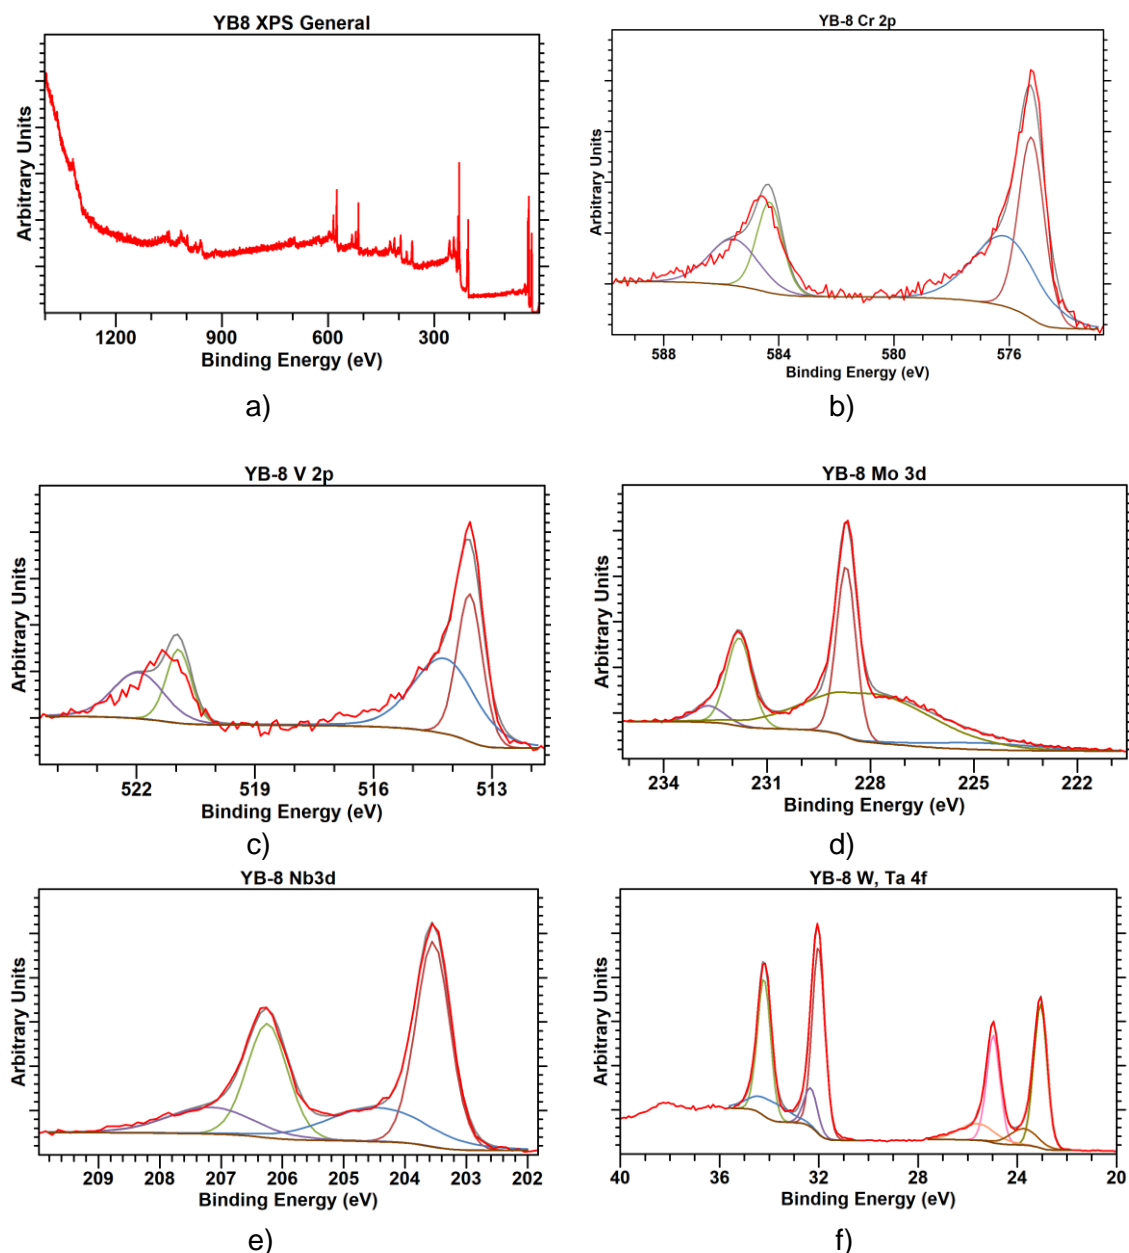 YB8 XPS General
Arbitrary Units
1200 900 600 300
Binding Energy (eV)
a)
YB-8 Cr 2p
Arbitrary Units
588 584 580 576
Binding Energy (eV)
b)
YB-8 V 2p
Arbitrary Units
522 519 516 513
Binding Energy (eV)
c)
YB-8 Mo 3d
Arbitrary Units
234 231 228 225 222
Binding Energy (eV)
d)
YB-8 Nb3d
Arbitrary Units
209 208 207 206 205 204 203 202
Binding Energy (eV)
e)
YB-8 W, Ta 4f
Arbitrary Units
40 36 32 28 24 20
Binding Energy (eV)
f)